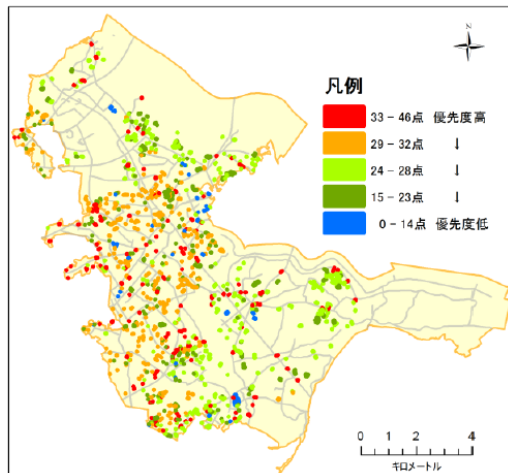 N
凡例
33－46点 優先度高
29－32点 ↓
24－28点 ↓
15－23点 ↓
0－14点 優先度低
0 1 2 4
キロメートル